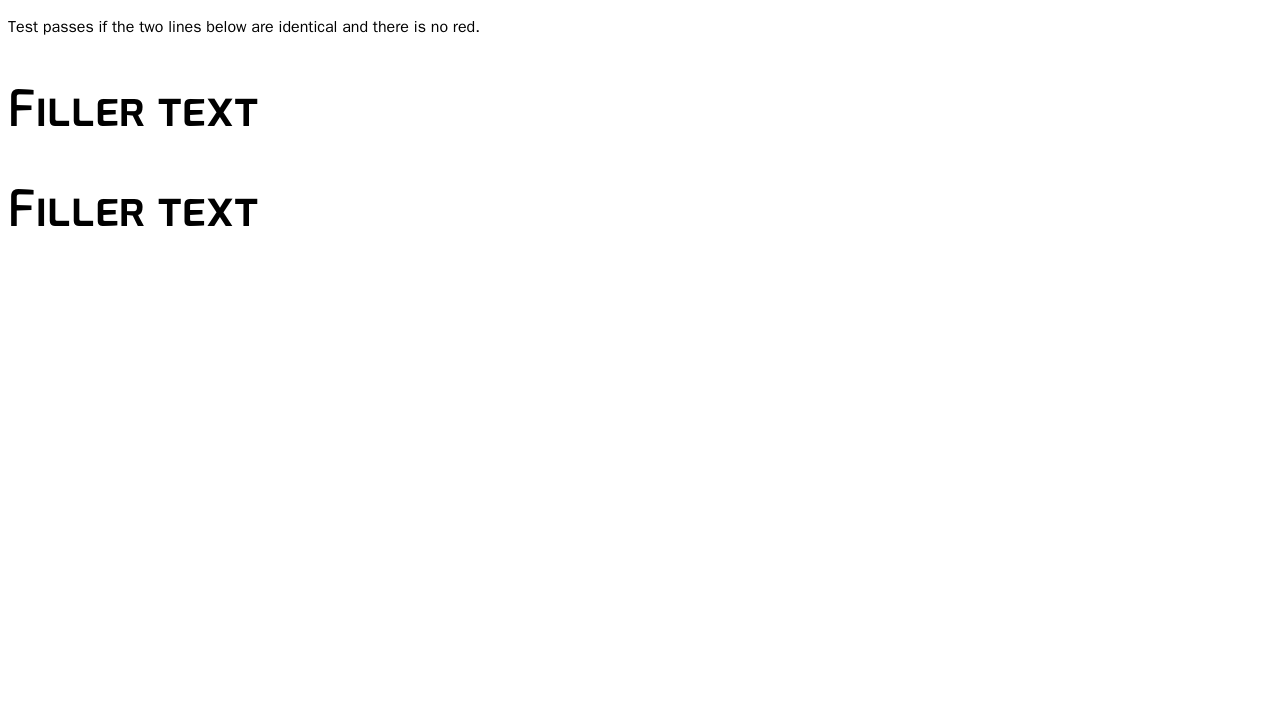 Test passes if the two lines below are identical and there is no red.
Filler text
Filler text